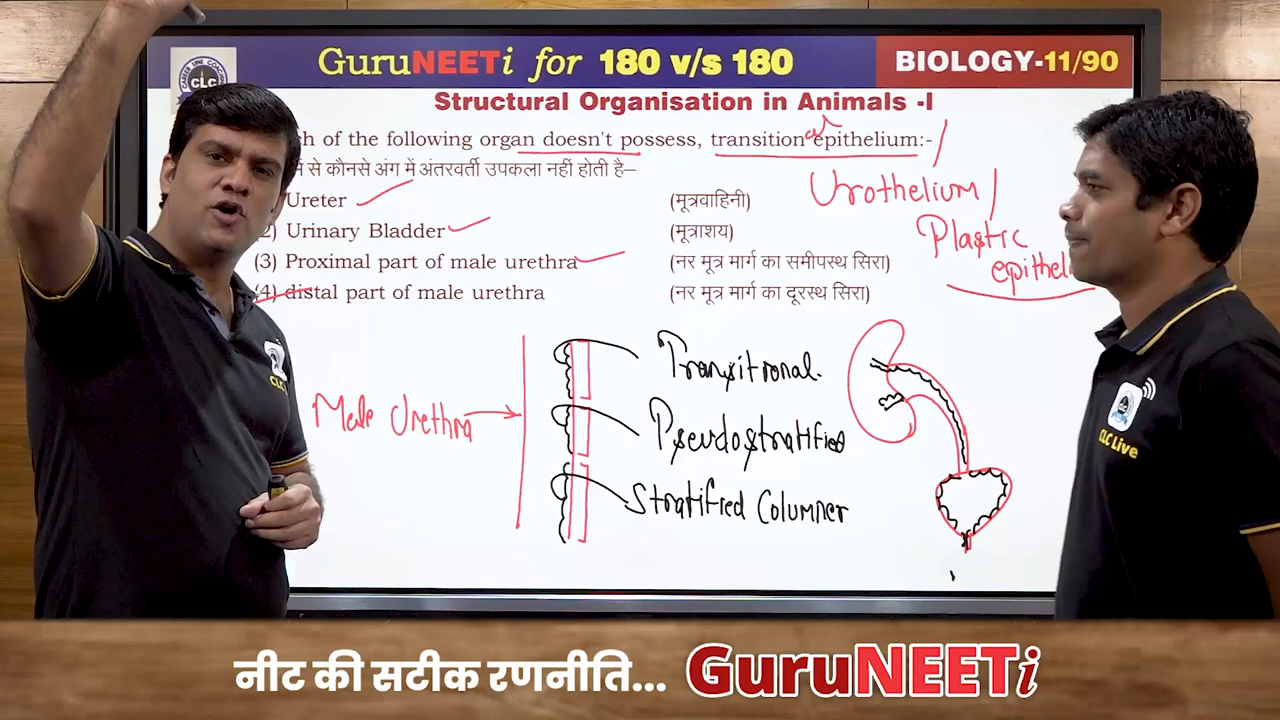 GuruNEETi for 180 v/s 180
BIOLOGY-11/90
CLC
Structural Organisation in Animals -I
of the following organ doesn't possess, transitional epithelium:-
से कौनसे अंग में अंतरवर्ती उपकला नहीं होती है–
Ureter (मूत्रवाहिनी)
(2) Urinary Bladder (मूत्राशय)
(3) Proximal part of male urethra (नर मूत्र मार्ग का समीपस्थ सिरा)
(4) distal part of male urethra (नर मूत्र मार्ग का दूरस्थ सिरा)
Urothelium /
Plastic
Male Urethra
Transitional.
Pseudostratified
Stratified Columner
CLC Live
नीट की सटीक रणनीति... GuruNEETi